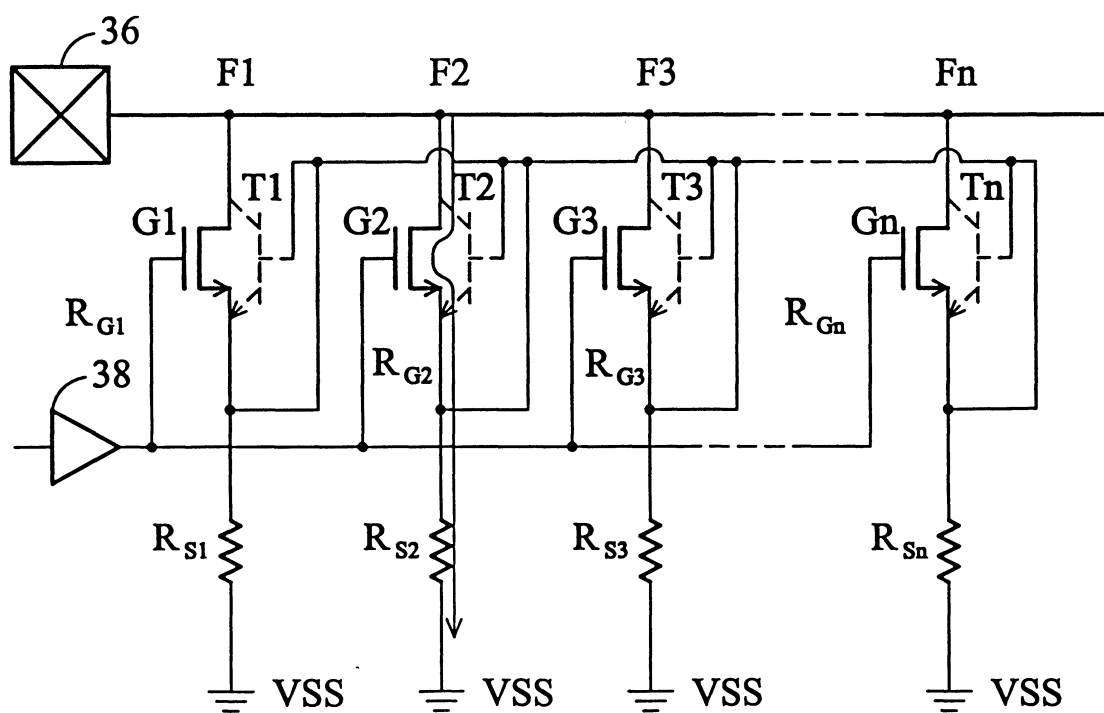 36
F1 F2 F3 Fn
T1 T2 T3 Tn
G1 G2 G3 Gn
RG1 RG2 RG3 RGn
38
RS1 RS2 RS3 RSn
VSS VSS VSS VSS